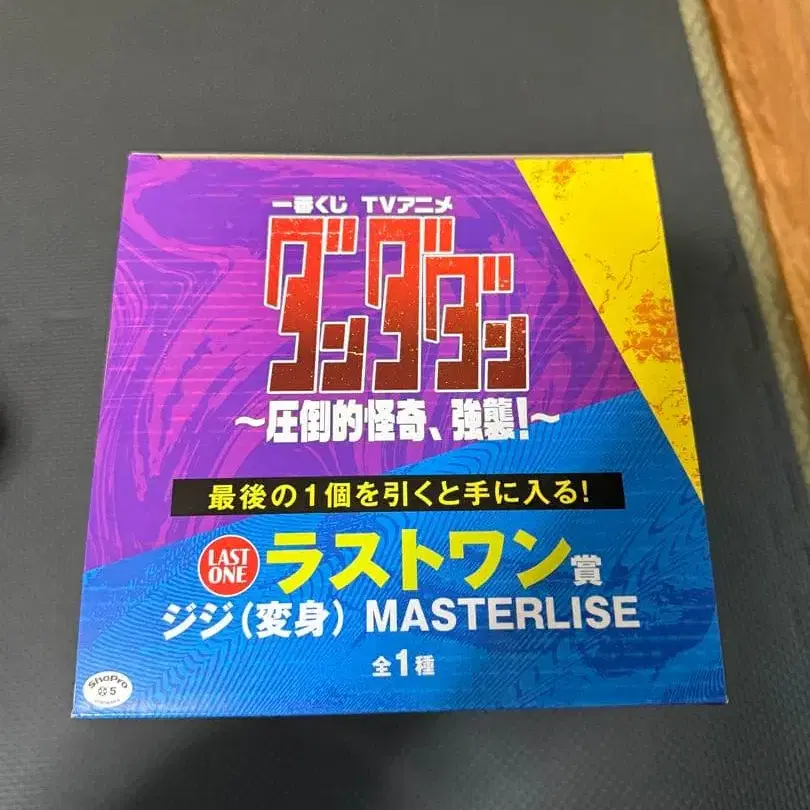 一番くじ TVアニメ
ダンダダン
〜圧倒的怪奇、強襲!〜
最後の1個を引くと手に入る!
LAST ONE ラストワン賞
ジジ(変身) MASTERLISE
全1種
ShoPro
5